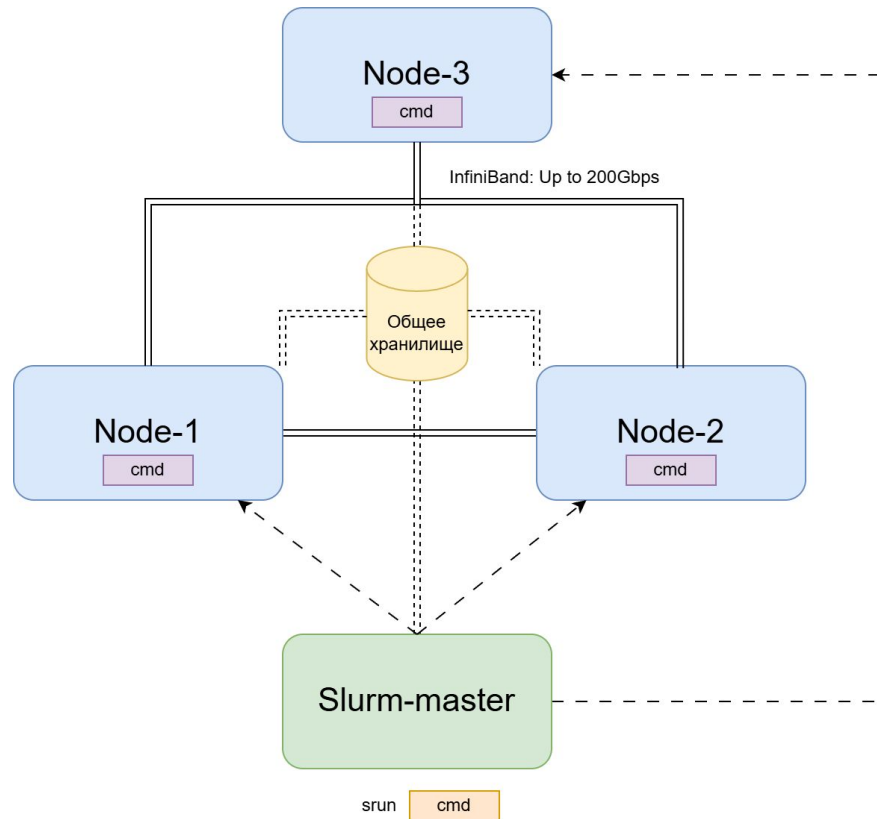 Node-3
cmd
InfiniBand: Up to 200Gbps
Общее
хранилище
Node-1
cmd
Node-2
cmd
Slurm-master
srun cmd